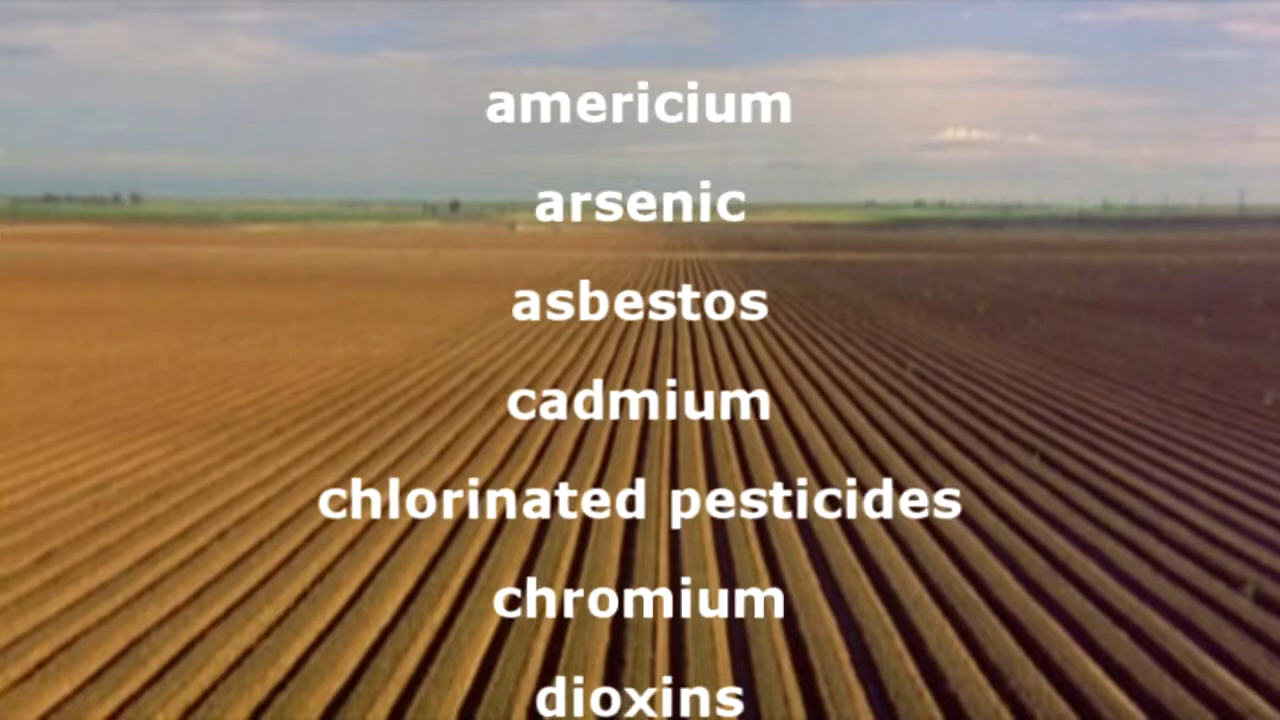 americium
arsenic
asbestos
cadmium
chlorinated pesticides
chromium
dioxins